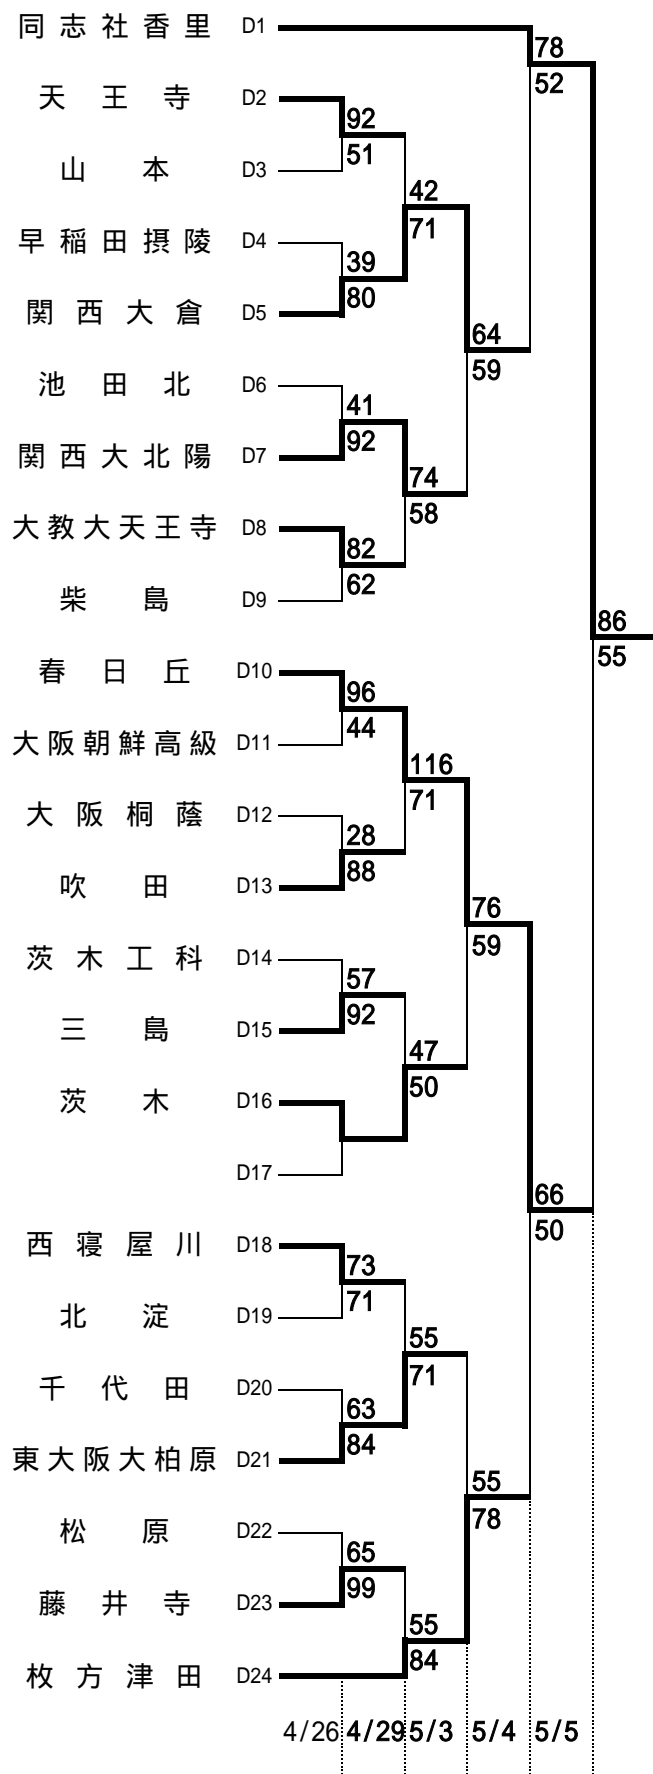 同志社香里 D1
78
52
天王寺 D2
92
51
山本 D3
42
71
早稲田摂陵 D4
39
80
関西大倉 D5
64
59
池田北 D6
41
92
関西大北陽 D7
74
58
大教大天王寺 D8
82
62
柴島 D9
86
55
春日丘 D10
96
44
大阪朝鮮高級 D11
116
71
大阪桐蔭 D12
28
88
吹田 D13
76
59
茨木工科 D14
57
92
三島 D15
47
50
茨木 D16
D17
66
50
西寝屋川 D18
73
71
北淀 D19
55
71
千代田 D20
63
84
東大阪大柏原 D21
55
78
松原 D22
65
99
藤井寺 D23
55
84
枚方津田 D24
4/26 4/29 5/3 5/4 5/5